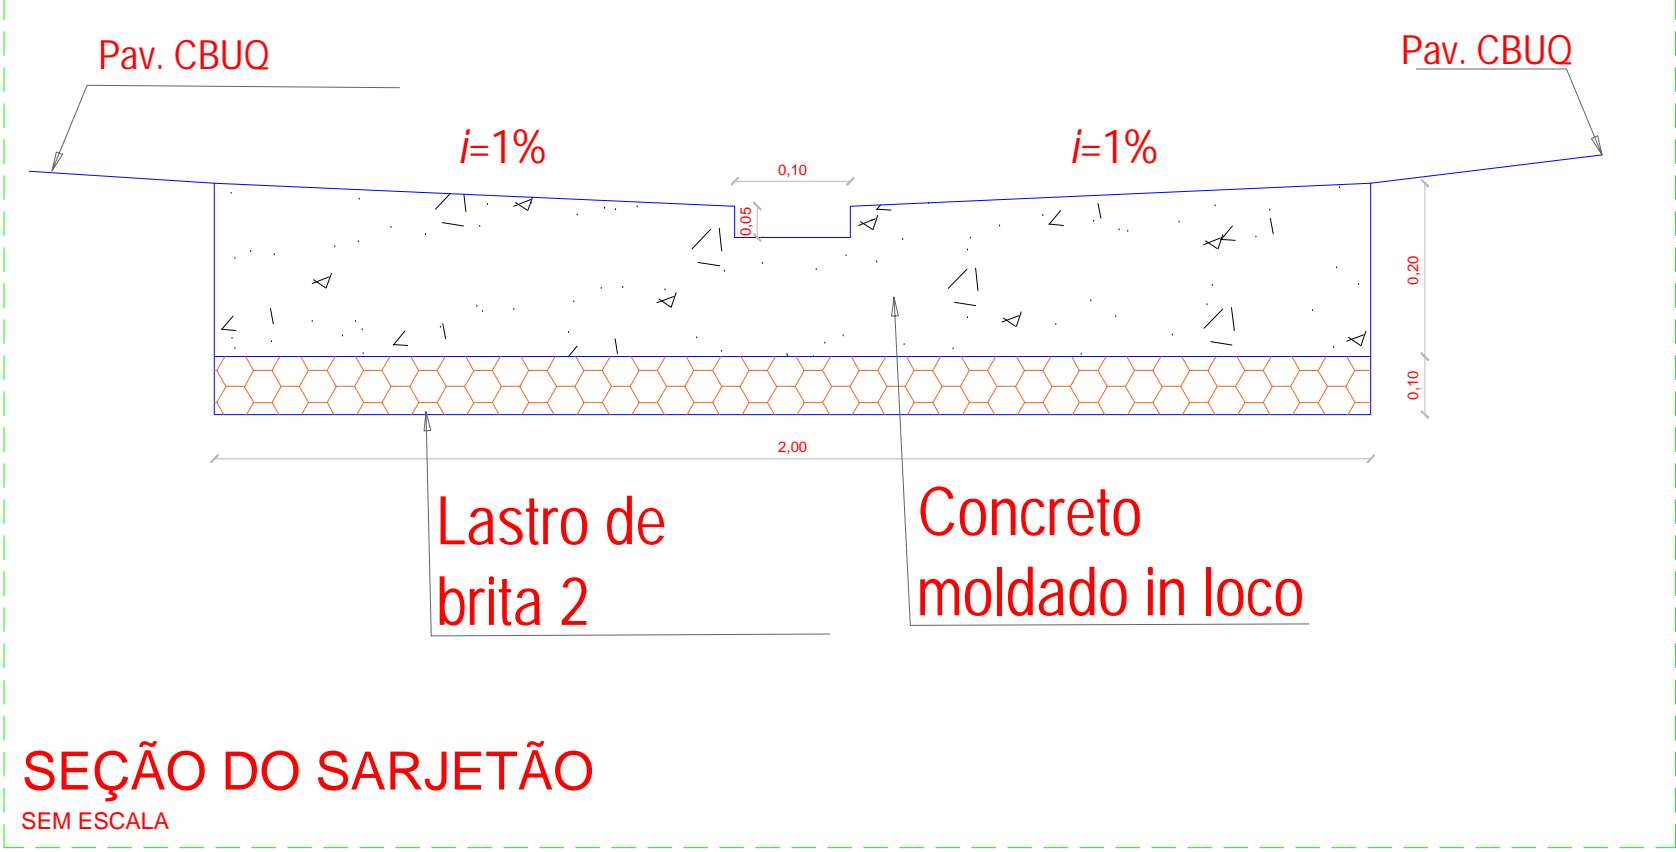 Pav. CBUQ
Pav. CBUQ
i=1%
i=1%
0,10
0,05
0,20
0,10
2,00
Lastro de
brita 2
Concreto
moldado in loco
SEÇÃO DO SARJETÃO
SEM ESCALA